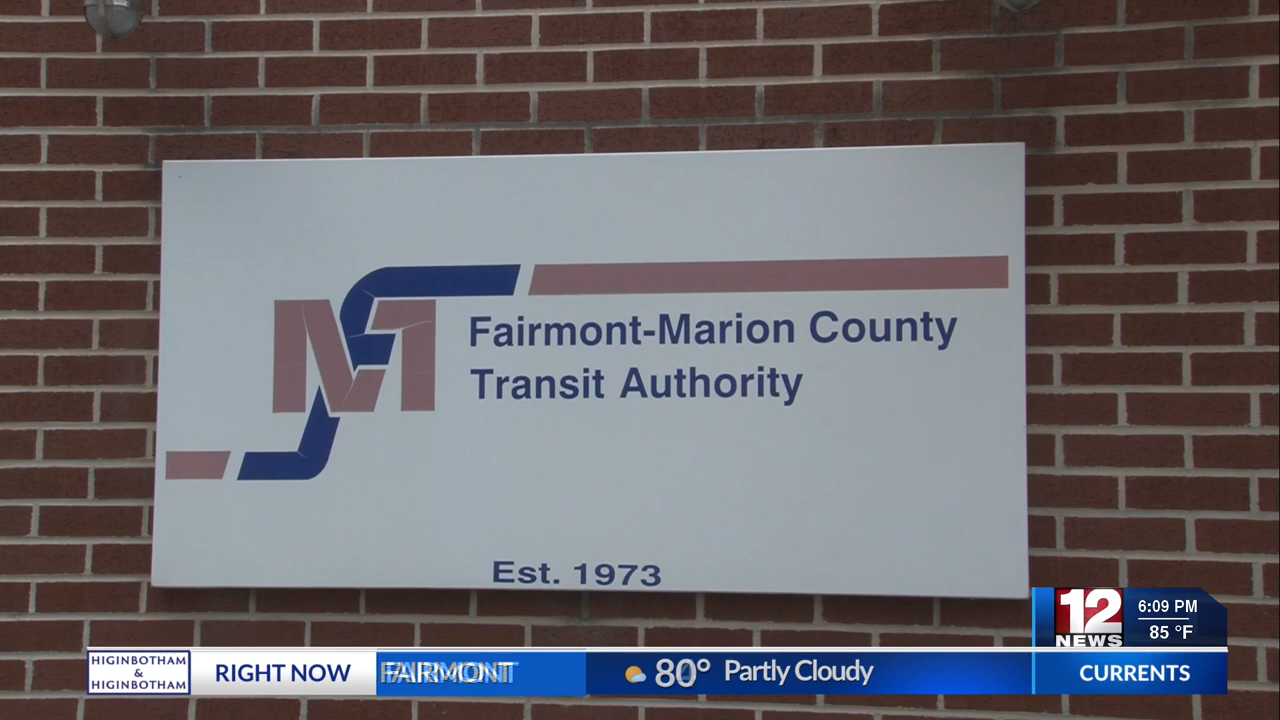 Fairmont-Marion County
Transit Authority
Est. 1973
12
NEWS
6:09 PM
85 °F
HIGINBOTHAM
&
HIGINBOTHAM
RIGHT NOW
FAIRMONT
80° Partly Cloudy
CURRENTS